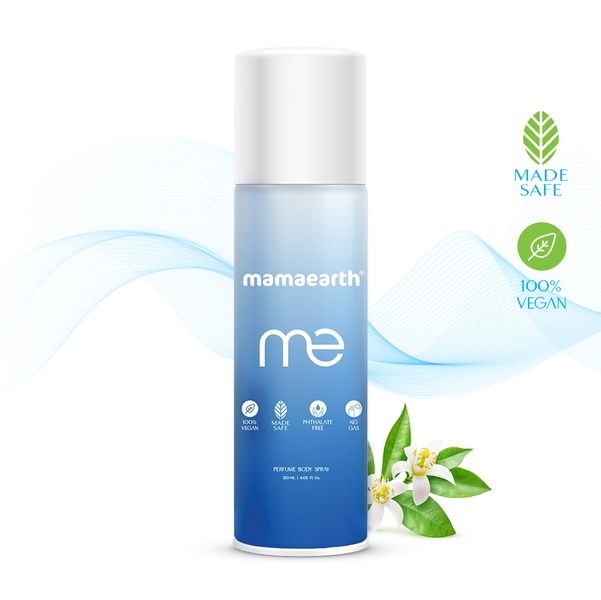 mamaearth®
me
100%
VEGAN
MADE
SAFE
PHTHALATE
FREE
NO
GAS
PERFUME BODY SPRAY
120 ML | 4.05 Fl. Oz.
MADE
SAFE
100%
VEGAN